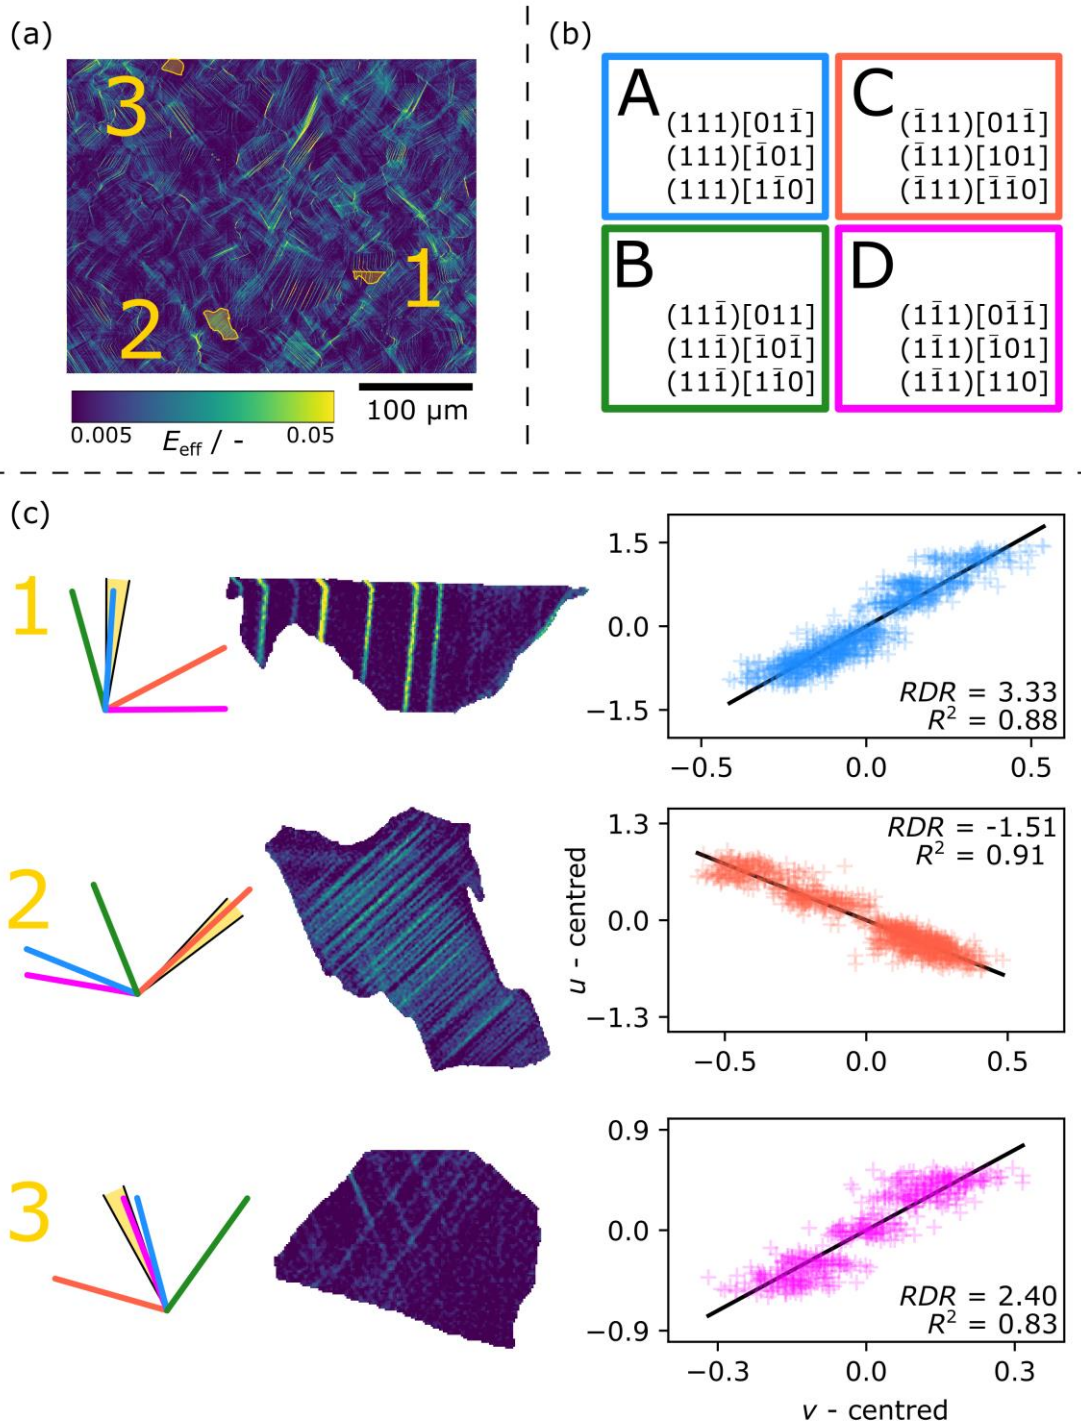 (a)
3
1
2
0.005
0.05
E_eff / -
100 μm
(b)
A
(111)[01̄1̄]
(111)[1̄01]
(111)[11̄0]
C
(1̄11)[011̄]
(1̄11)[101]
(1̄11)[1̄1̄0]
B
(111̄)[011]
(111̄)[1̄01̄]
(111̄)[11̄0]
D
(11̄1)[01̄1̄]
(11̄1)[1̄01]
(11̄1)[110]
(c)
1
1.5
0.0
−1.5
RDR = 3.33
R² = 0.88
−0.5
0.0
0.5
2
1.3
0.0
−1.3
RDR = -1.51
R² = 0.91
−0.5
0.0
0.5
u - centred
3
0.9
0.0
−0.9
RDR = 2.40
R² = 0.83
−0.3
0.0
0.3
v - centred